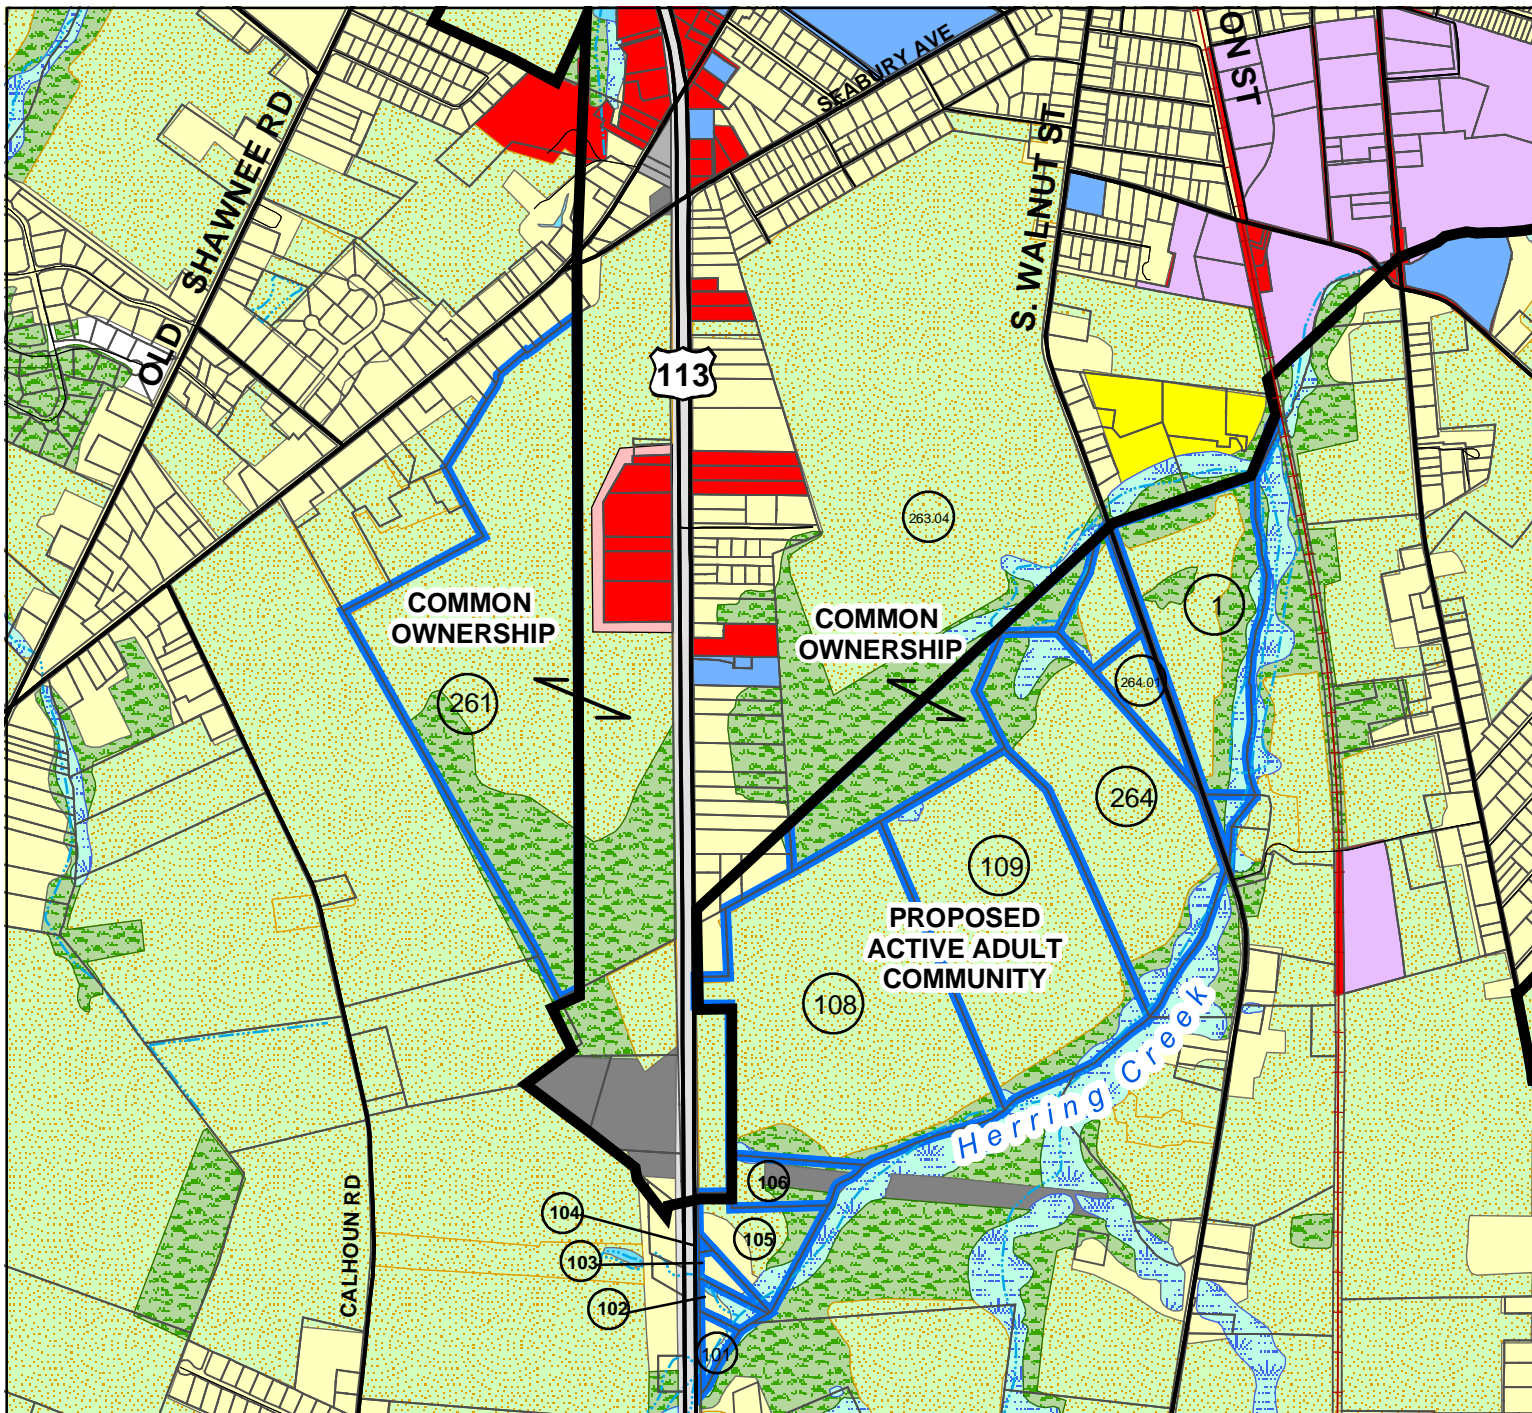 SEABURY AVE
ON ST
OLD SHAWNEE RD
S. WALNUT ST
113
263.04
COMMON
OWNERSHIP
COMMON
OWNERSHIP
1
261
264.01
264
109
PROPOSED
ACTIVE ADULT
COMMUNITY
108
Herring Creek
106
CALHOUN RD
104
105
103
102
101